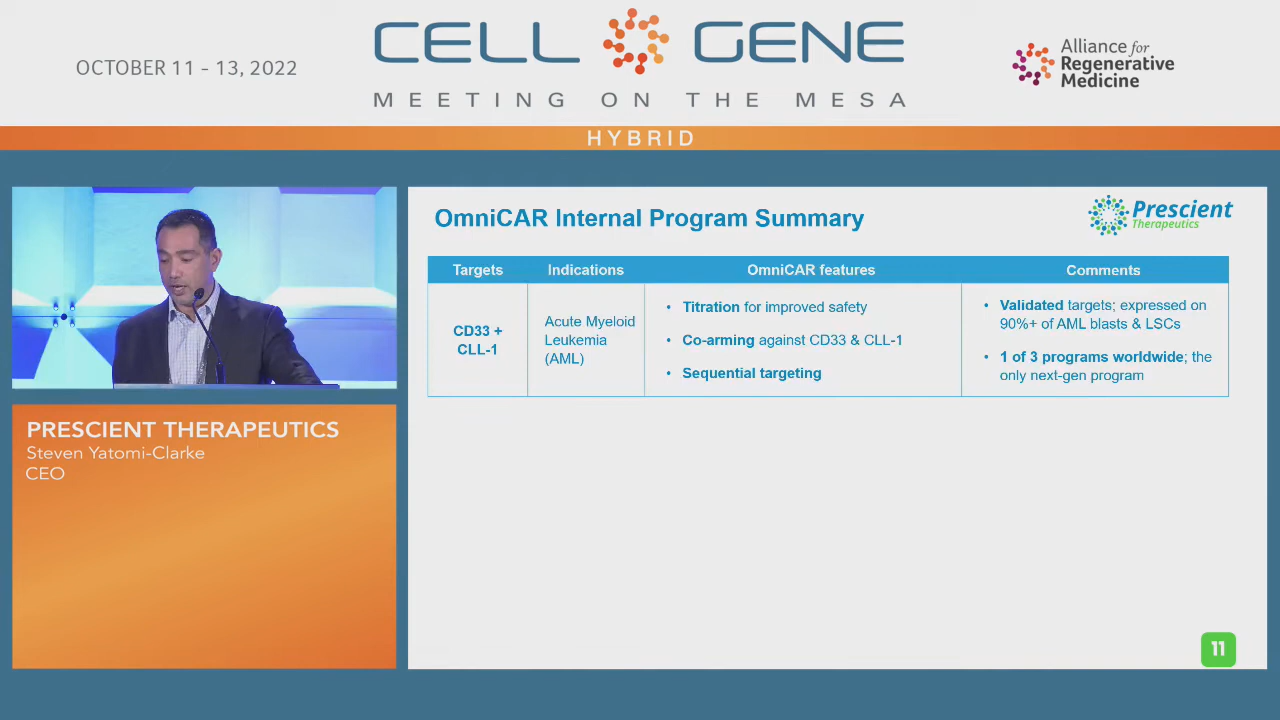 OCTOBER 11 - 13, 2022
CELL GENE
MEETING ON THE MESA
Alliance for
Regenerative
Medicine
HYBRID
OmniCAR Internal Program Summary
Prescient
Therapeutics
Targets
Indications
OmniCAR features
Comments
CD33 +
CLL-1
Acute Myeloid
Leukemia
(AML)
• Titration for improved safety
• Co-arming against CD33 & CLL-1
• Sequential targeting
• Validated targets; expressed on
90%+ of AML blasts & LSCs
• 1 of 3 programs worldwide; the
only next-gen program
PRESCIENT THERAPEUTICS
Steven Yatomi-Clarke
CEO
11